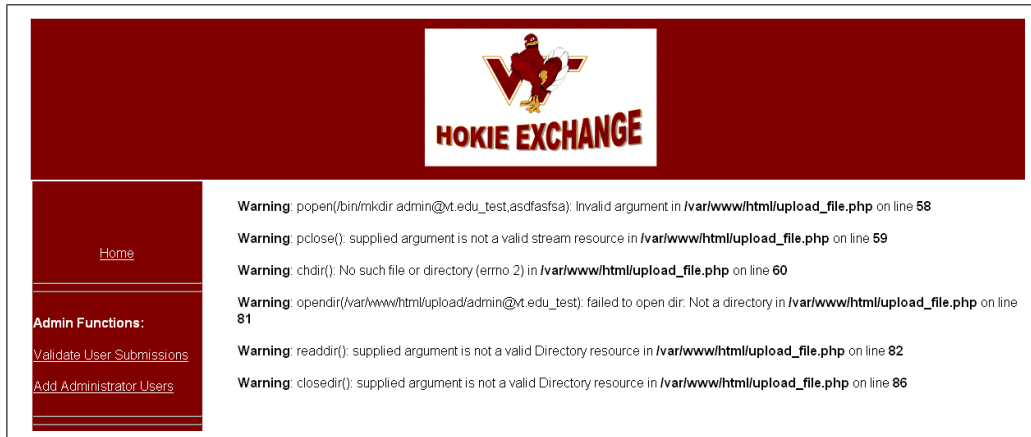 VT
HOKIE EXCHANGE
Home
Admin Functions:
Validate User Submissions
Add Administrator Users
Warning: popen(/bin/mkdir admin@vt.edu_test,asdfasfsa): Invalid argument in /var/www/html/upload_file.php on line 58
Warning: pclose(): supplied argument is not a valid stream resource in /var/www/html/upload_file.php on line 59
Warning: chdir(): No such file or directory (errno 2) in /var/www/html/upload_file.php on line 60
Warning: opendir(/var/www/html/upload/admin@vt.edu_test): failed to open dir: Not a directory in /var/www/html/upload_file.php on line
81
Warning: readdir(): supplied argument is not a valid Directory resource in /var/www/html/upload_file.php on line 82
Warning: closedir(): supplied argument is not a valid Directory resource in /var/www/html/upload_file.php on line 86